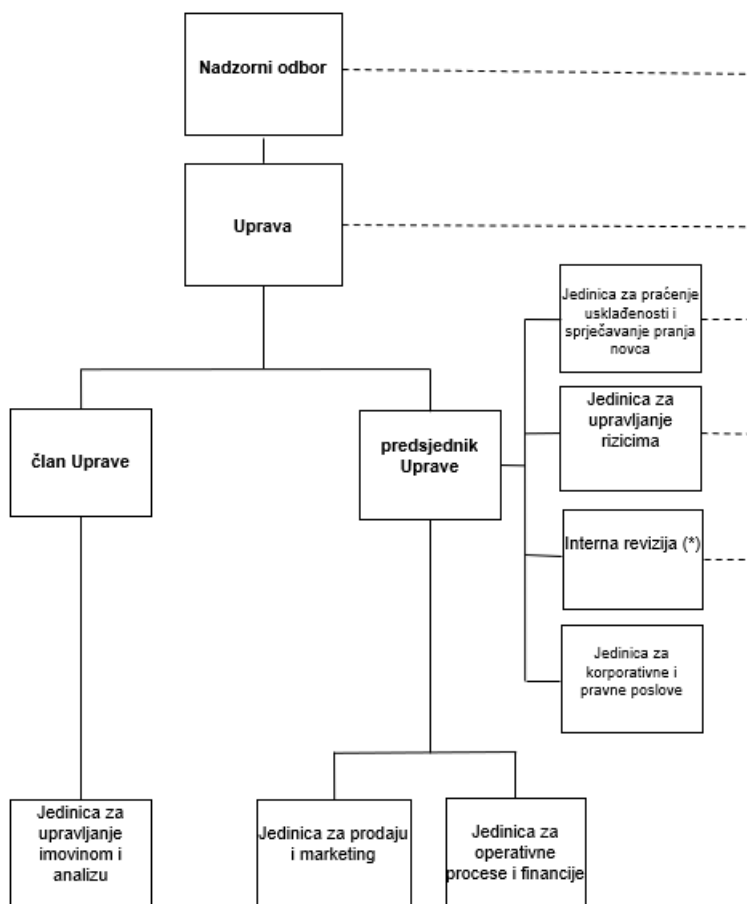 Nadzorni odbor
Uprava
Jedinica za praćenje
usklađenosti i
sprječavanje pranja
novca
Jedinica za
upravljanje
rizicima
član Uprave
predsjednik
Uprave
Interna revizija (*)
Jedinica za
korporativne i
pravne poslove
Jedinica za
upravljanje
imovinom i
analizu
Jedinica za prodaju
i marketing
Jedinica za
operativne
procese i financije